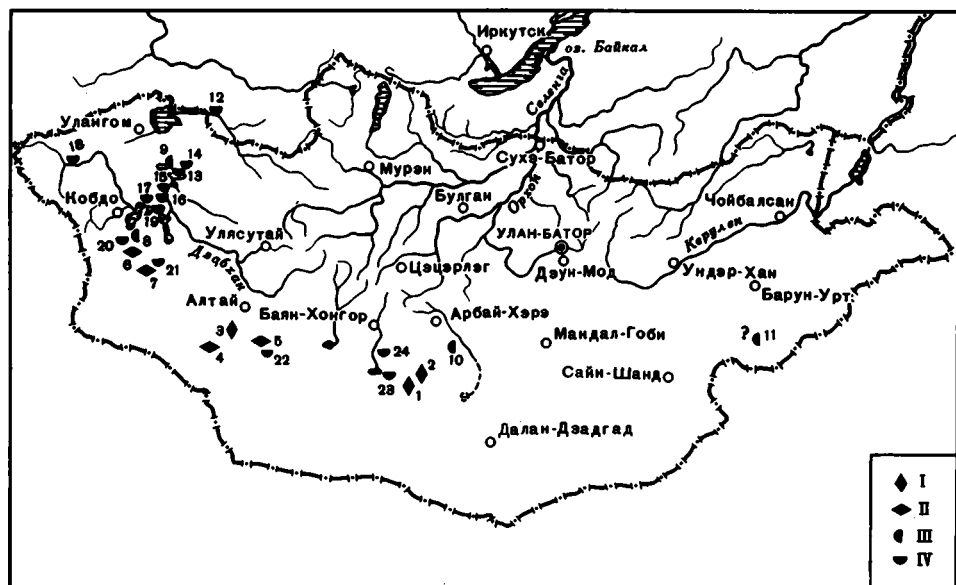 Иркутск
оз. Байкал
Селенга
12
Улангом
Сухэ-Батор
18
9
14
13
15
Мурэн
17
16
Кобдо
19
Булган
Орхон
Чойбалсан
Керулен
20
8
Улясутай
УЛАН-БАТОР
6
21
7
Дзабхан
Цэцэрлэг
Дзун-Мод
Ундэр-Хан
Барун-Урт
Алтай
Баян-Хонгор
Арбай-Хэрэ
3
5
Мандал-Гоби
? 11
4
22
24
10
2
Сайн-Шанд
23
1
Далан-Дзадгад
I
II
III
IV